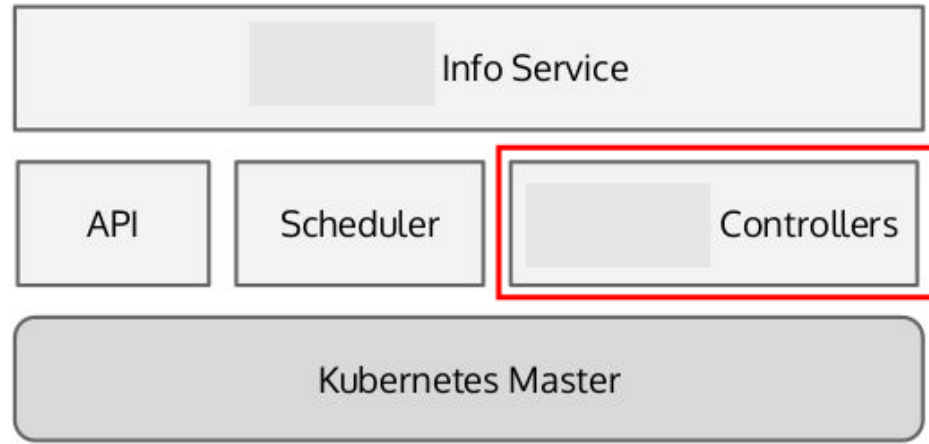 Info Service
API
Scheduler
Controllers
Kubernetes Master